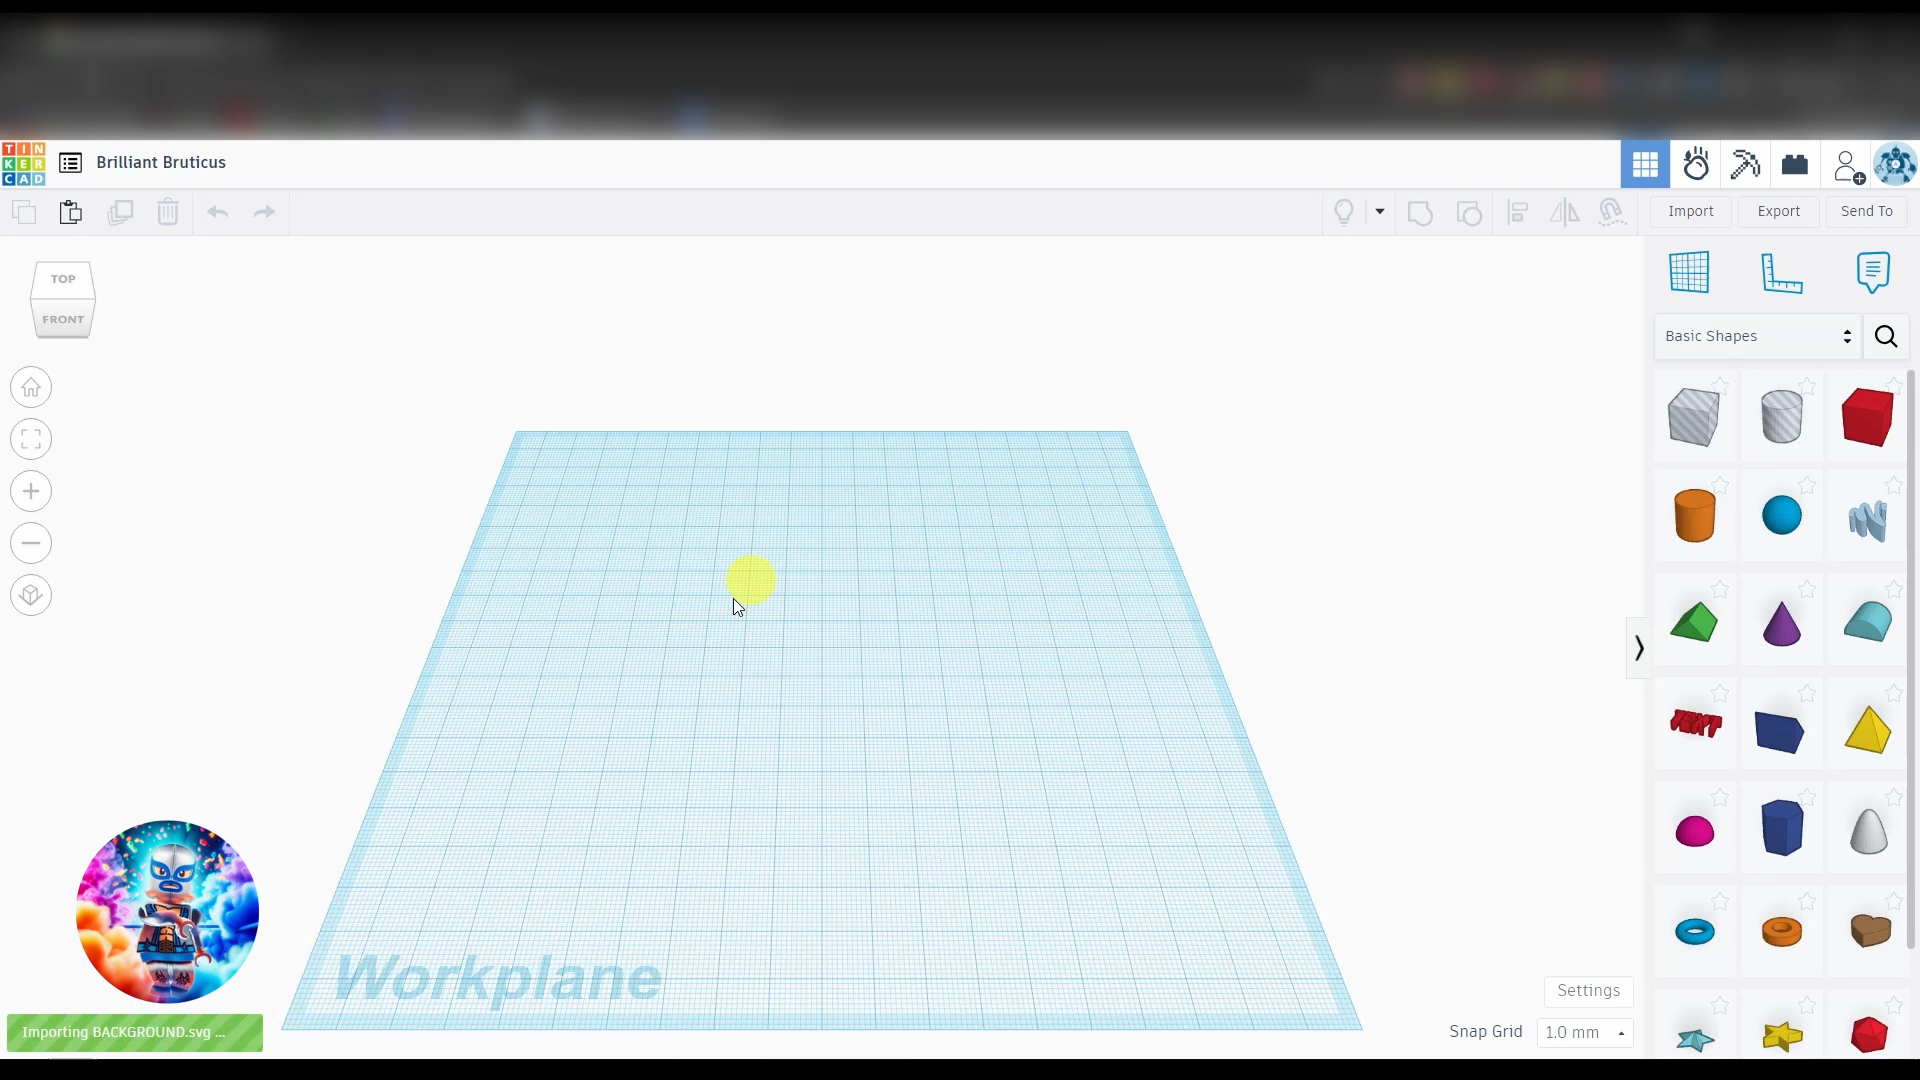 TIN
KER
CAD
Brilliant Bruticus
Import
Export
Send To
TOP
FRONT
Basic Shapes
TEXT
Workplane
Settings
Importing BACKGROUND.svg ...
Snap Grid
1.0 mm